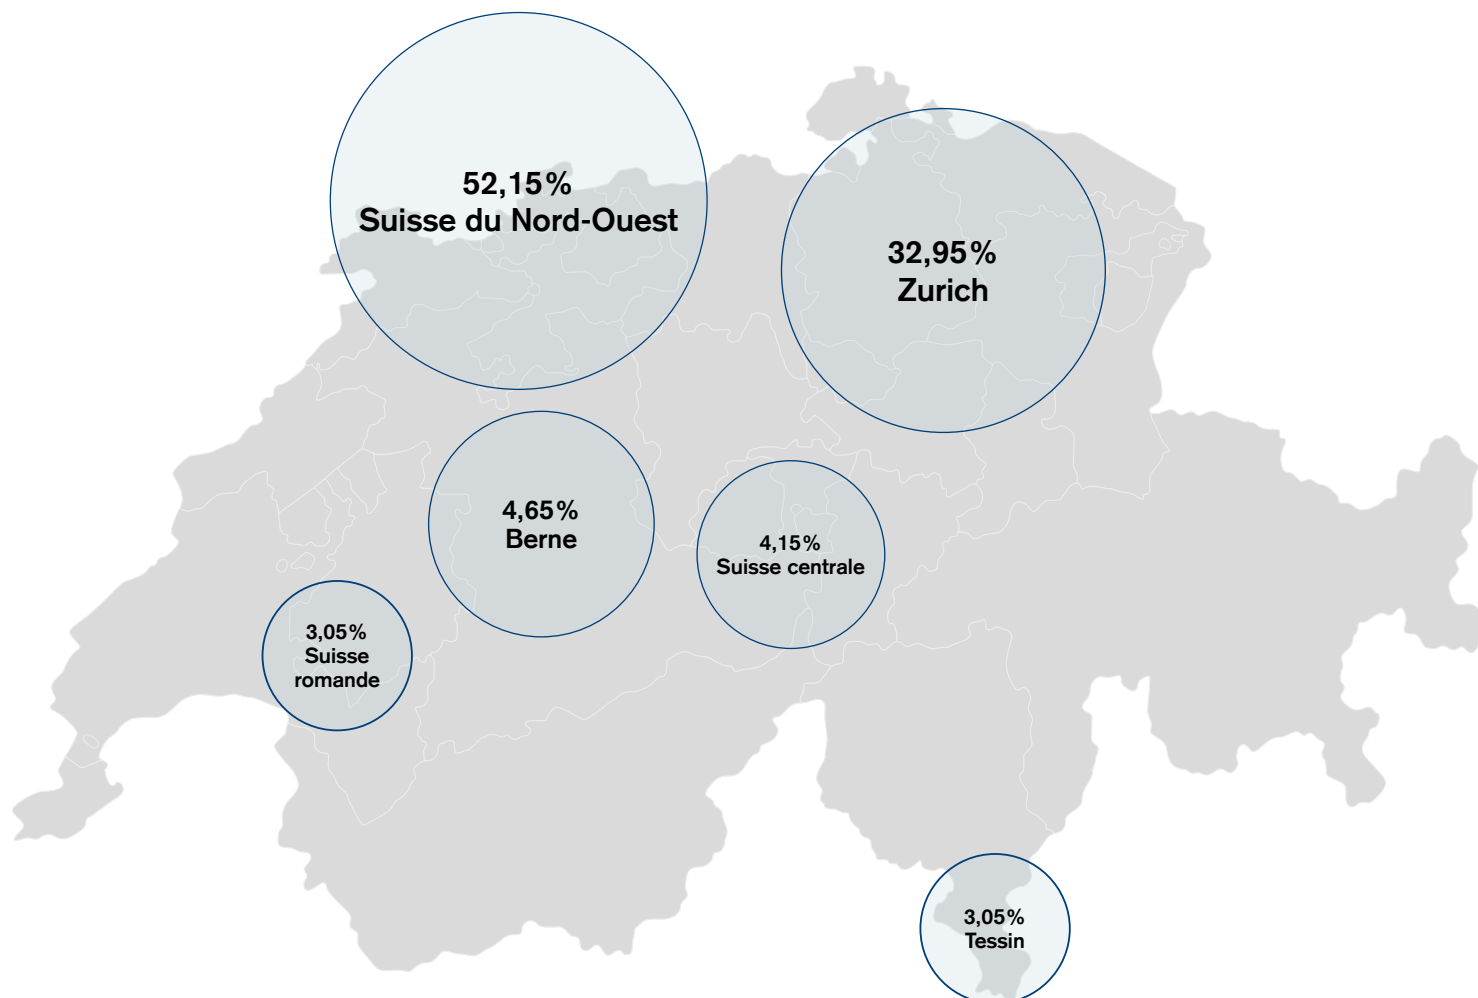 52,15%
Suisse du Nord-Ouest
32,95%
Zurich
4,65%
Berne
4,15%
Suisse centrale
3,05%
Suisse
romande
3,05%
Tessin